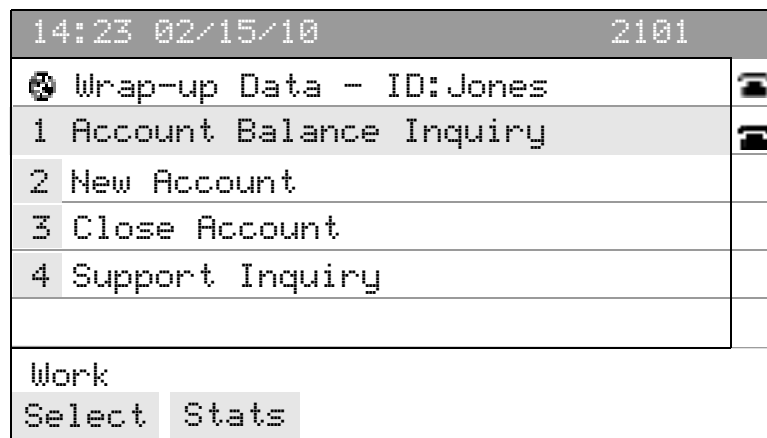 14:23 02/15/10 2101
Wrap-up Data - ID:Jones
1 Account Balance Inquiry
2 New Account
3 Close Account
4 Support Inquiry
Work
Select Stats